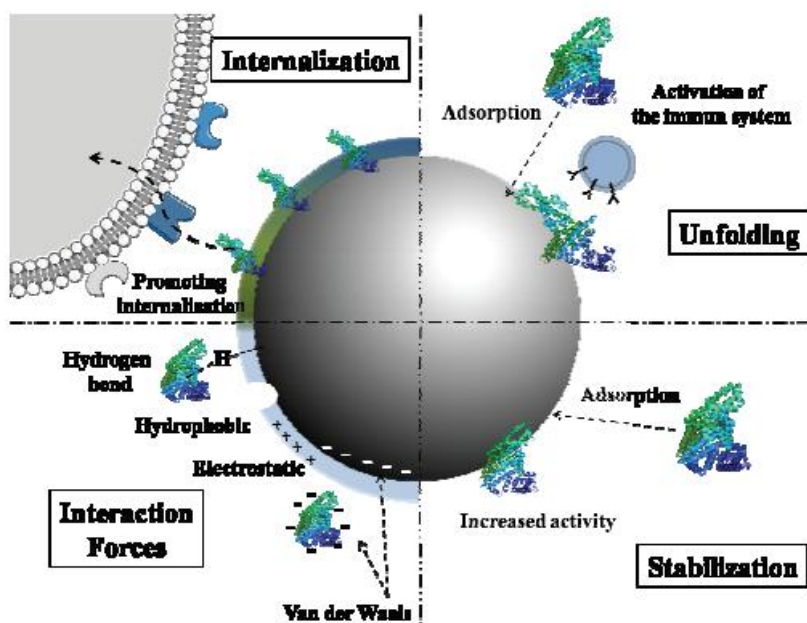 Internalization
Adsorption
Activation of
the immun system
Unfolding
Promoting
internalization
Hydrogen
bond
H
Hydrophobic
++++
Electrostatic
Interaction
Forces
Van der Waals
Adsorption
Increased activity
Stabilization